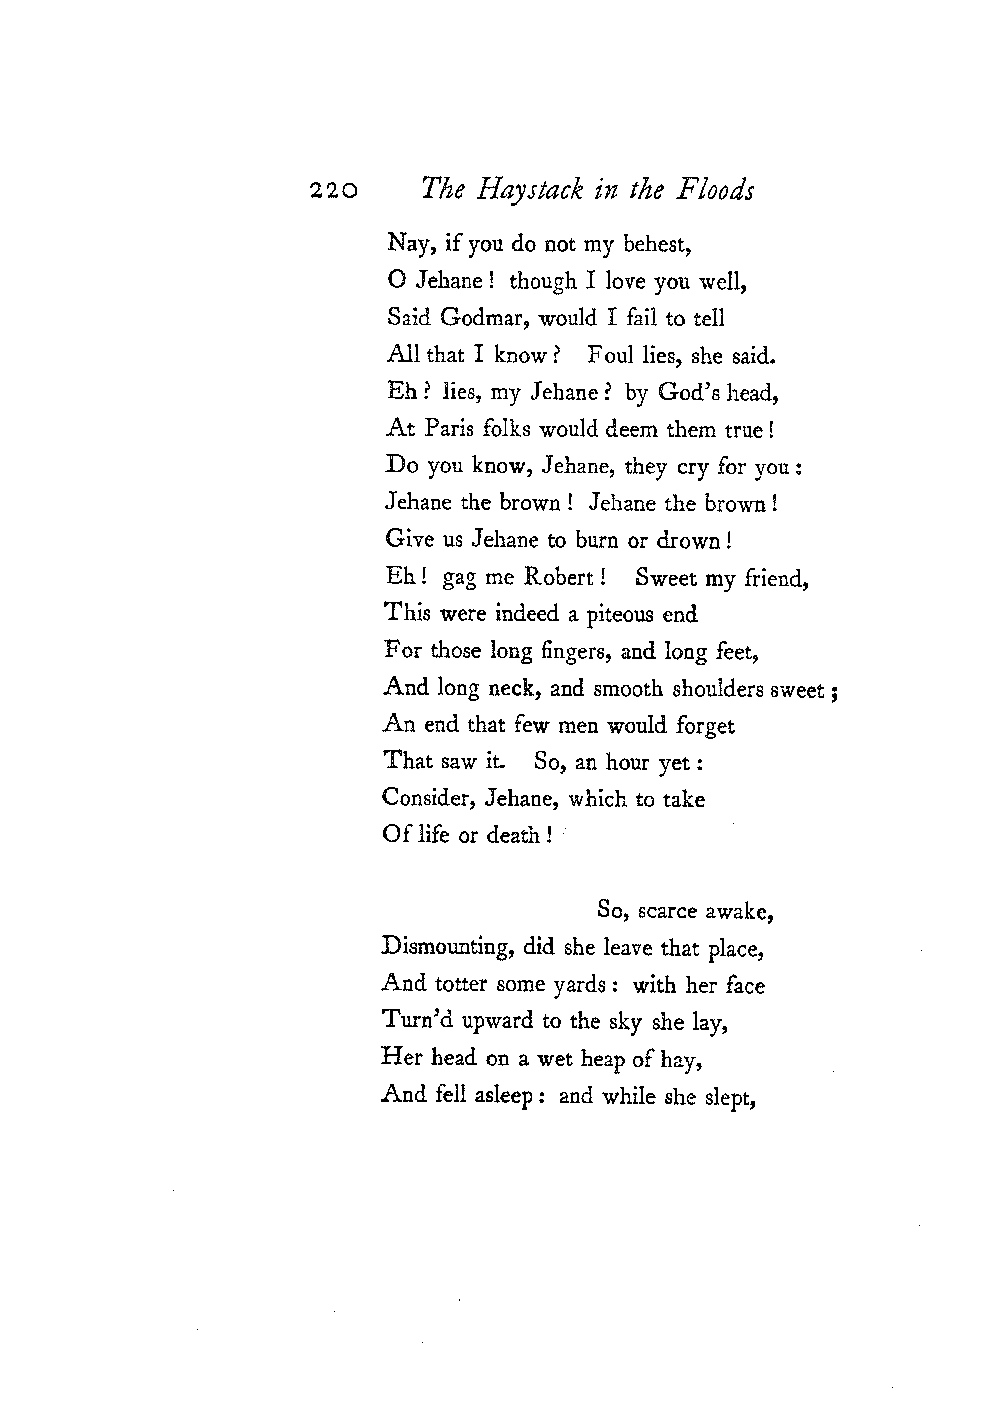 220 The Haystack in the Floods
Nay, if you do not my behest,
O Jehane ! though I love you well,
Said Godmar, would I fail to tell
All that I know ? Foul lies, she said.
Eh ? lies, my Jehane ? by God's head,
At Paris folks would deem them true !
Do you know, Jehane, they cry for you :
Jehane the brown ! Jehane the brown !
Give us Jehane to burn or drown !
Eh ! gag me Robert ! Sweet my friend,
This were indeed a piteous end
For those long fingers, and long feet,
And long neck, and smooth shoulders sweet ;
An end that few men would forget
That saw it. So, an hour yet :
Consider, Jehane, which to take
Of life or death !
So, scarce awake,
Dismounting, did she leave that place,
And totter some yards : with her face
Turn'd upward to the sky she lay,
Her head on a wet heap of hay,
And fell asleep : and while she slept,